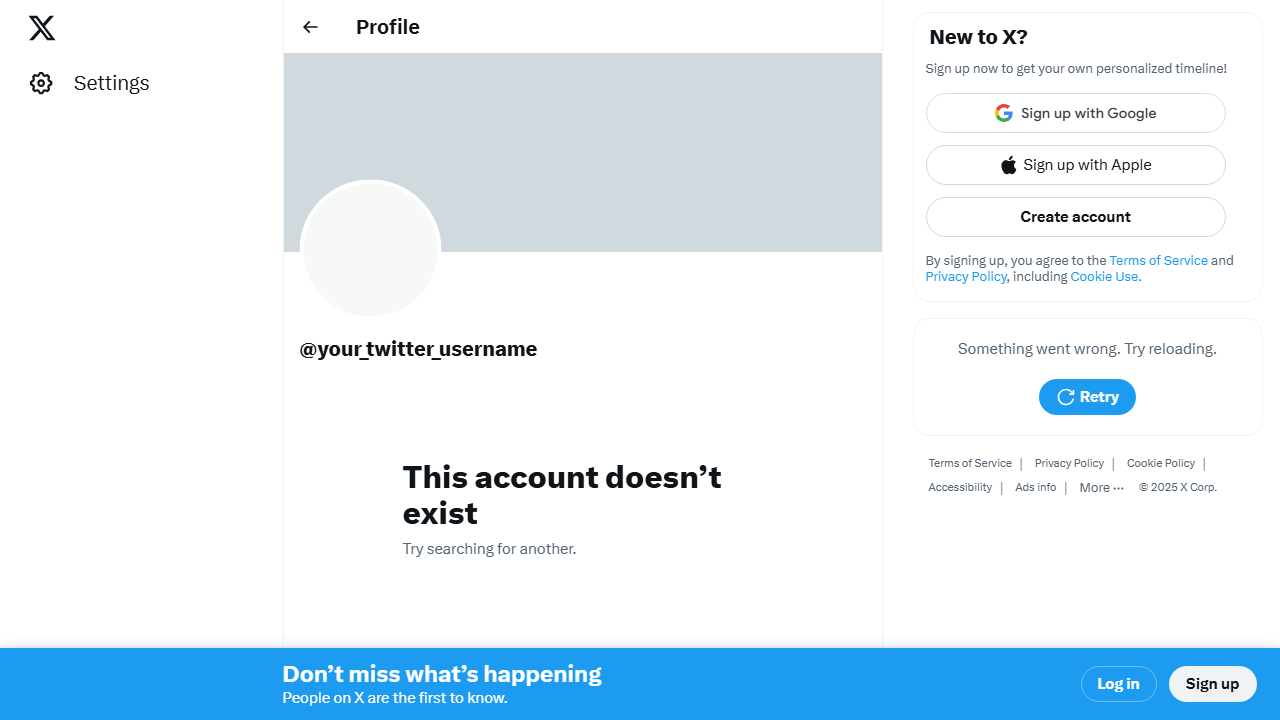 Settings
Profile
@your_twitter_username
This account doesn’t
exist
Try searching for another.
New to X?
Sign up now to get your own personalized timeline!
Sign up with Google
Sign up with Apple
Create account
By signing up, you agree to the Terms of Service and
Privacy Policy, including Cookie Use.
Something went wrong. Try reloading.
Retry
Terms of Service | Privacy Policy | Cookie Policy |
Accessibility | Ads info | More ··· © 2025 X Corp.
Don’t miss what’s happening
People on X are the first to know.
Log in
Sign up